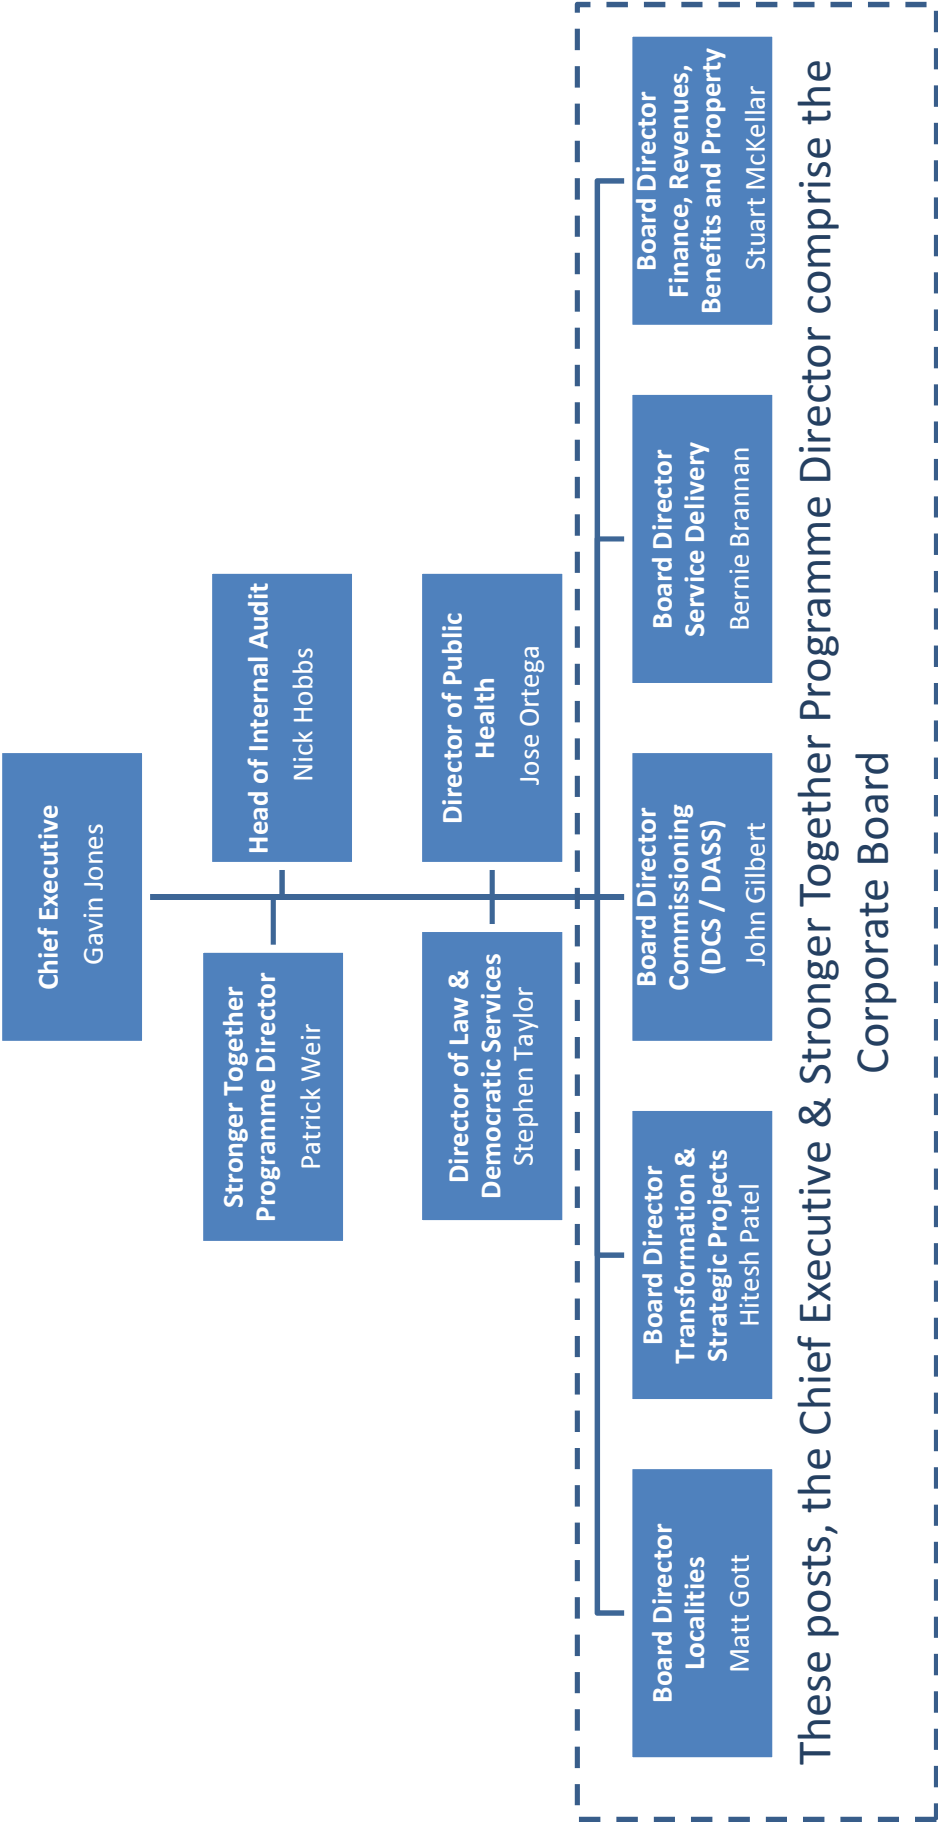 Chief Executive
Gavin Jones
Stronger Together
Programme Director
Patrick Weir
Head of Internal Audit
Nick Hobbs
Director of Law &
Democratic Services
Stephen Taylor
Director of Public
Health
Jose Ortega
Board Director
Localities
Matt Gott
Board Director
Transformation &
Strategic Projects
Hitesh Patel
Board Director
Commissioning
(DCS / DASS)
John Gilbert
Board Director
Service Delivery
Bernie Brannan
Board Director
Finance, Revenues,
Benefits and Property
Stuart McKellar
These posts, the Chief Executive & Stronger Together Programme Director comprise the
Corporate Board